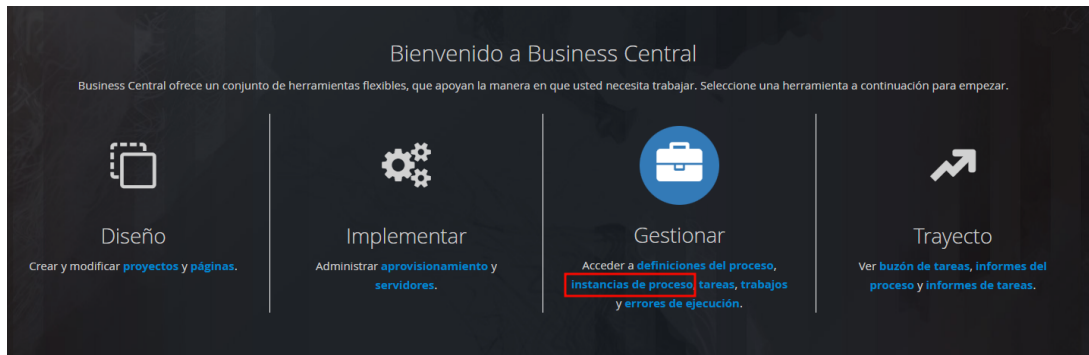 Bienvenido a Business Central
Business Central ofrece un conjunto de herramientas flexibles, que apoyan la manera en que usted necesita trabajar. Seleccione una herramienta a continuación para empezar.
Diseño
Crear y modificar proyectos y páginas.
Implementar
Administrar aprovisionamiento y
servidores.
Gestionar
Acceder a definiciones del proceso,
instancias de proceso, tareas, trabajos
y errores de ejecución.
Trayecto
Ver buzón de tareas, informes del
proceso y informes de tareas.